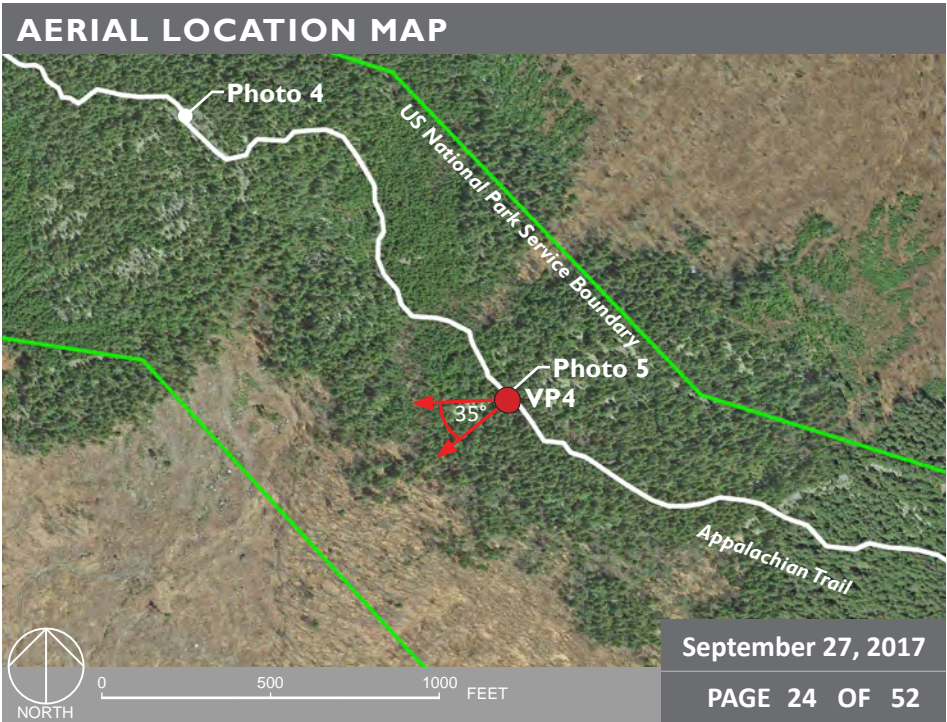 AERIAL LOCATION MAP
Photo 4
US National Park Service Boundary
Photo 5
35°
VP4
Appalachian Trail
September 27, 2017
0 500 1000 FEET
NORTH
PAGE 24 OF 52